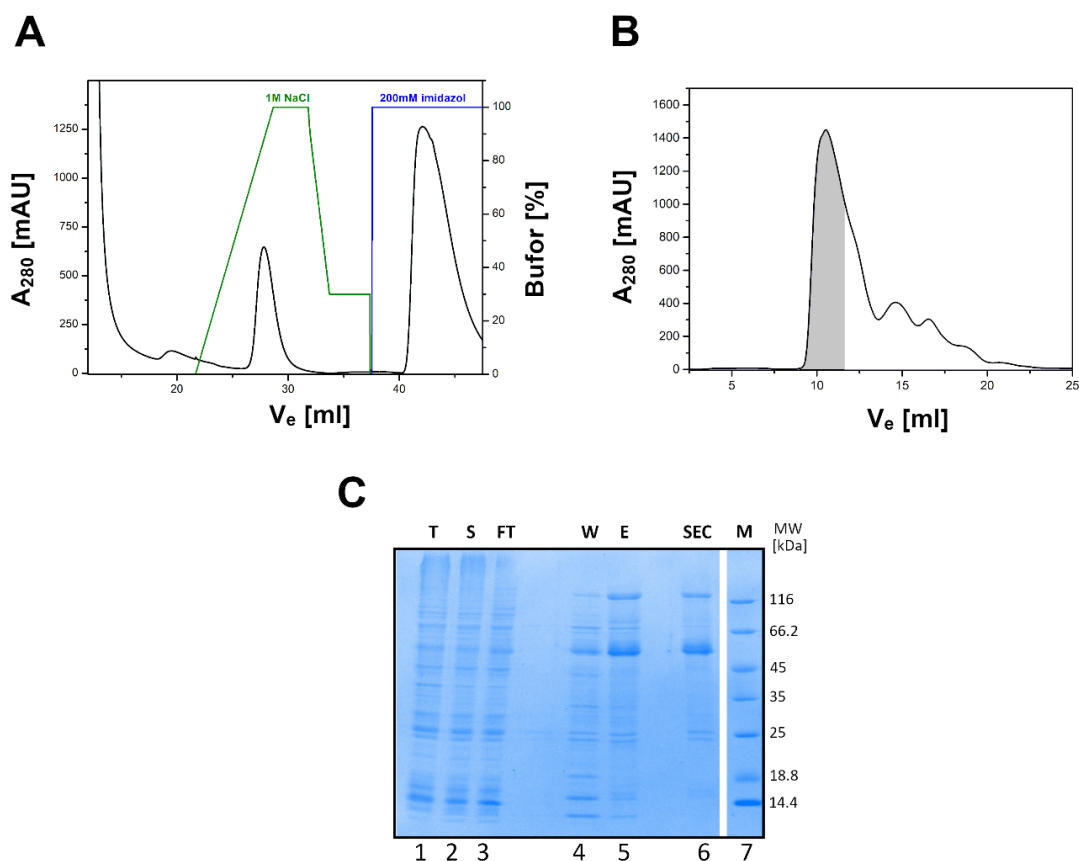 A
1M NaCl
200mM imidazol
1250
1000
750
500
250
0
100
80
60
40
20
0
20
30
40
A280 [mAU]
Bufor [%]
Ve [ml]
B
1600
1400
1200
1000
800
600
400
200
0
5
10
15
20
25
A280 [mAU]
Ve [ml]
C
T S FT W E SEC M MW
[kDa]
116
66.2
45
35
25
18.8
14.4
1 2 3 4 5 6 7